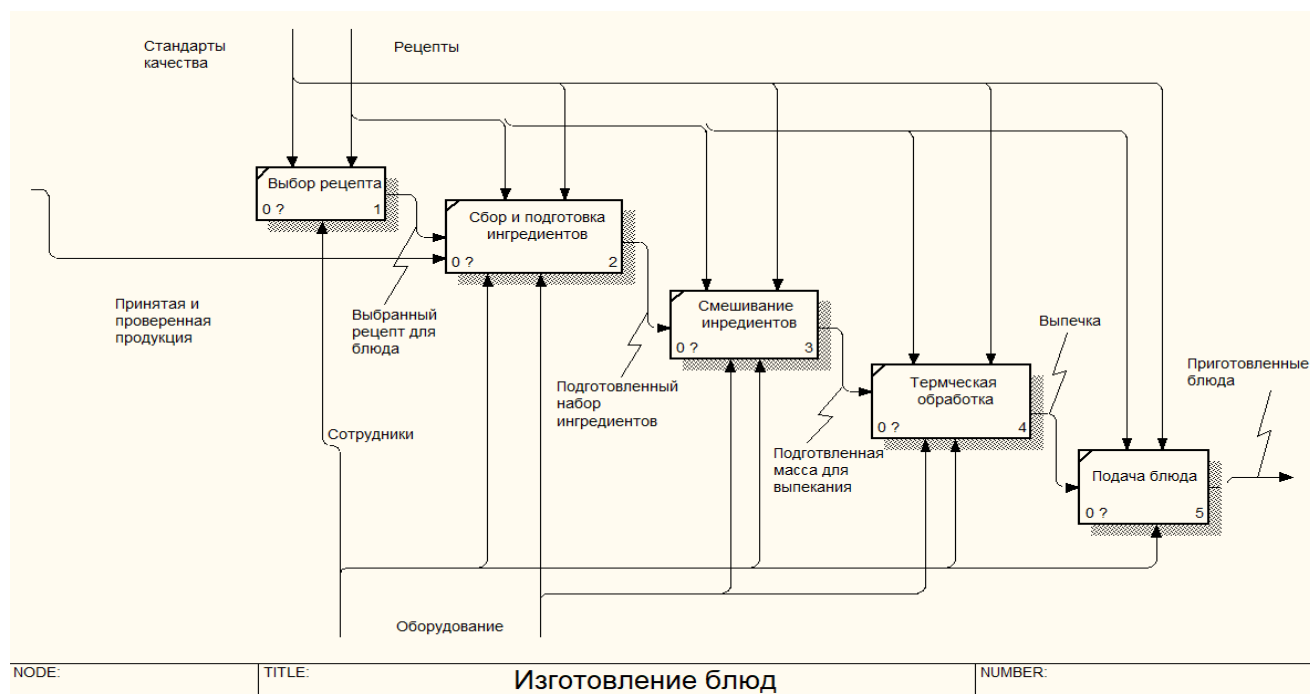 Стандарты
качества
Рецепты
Выбор рецепта
0 ?
1
Сбор и подготовка
ингредиентов
0 ?
2
Принятая и
проверенная
продукция
Выбранный
рецепт для
блюда
Смешивание
инредиентов
0 ?
3
Выпечка
Приготовленные
блюда
Подготовленный
набор
ингредиентов
Термческая
обработка
0 ?
4
Сотрудники
Подготвленная
масса для
выпекания
Подача блюда
0 ?
5
Оборудование
NODE:
TITLE:
Изготовление блюд
NUMBER: